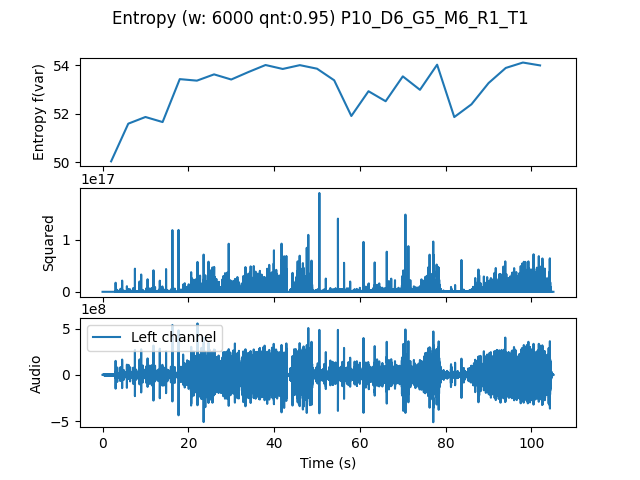 Entropy (w: 6000 qnt:0.95) P10_D6_G5_M6_R1_T1
54
52
50
Entropy f(var)
1e17
1
0
Squared
1e8
5
0
−5
Audio
Left channel
0 20 40 60 80 100
Time (s)